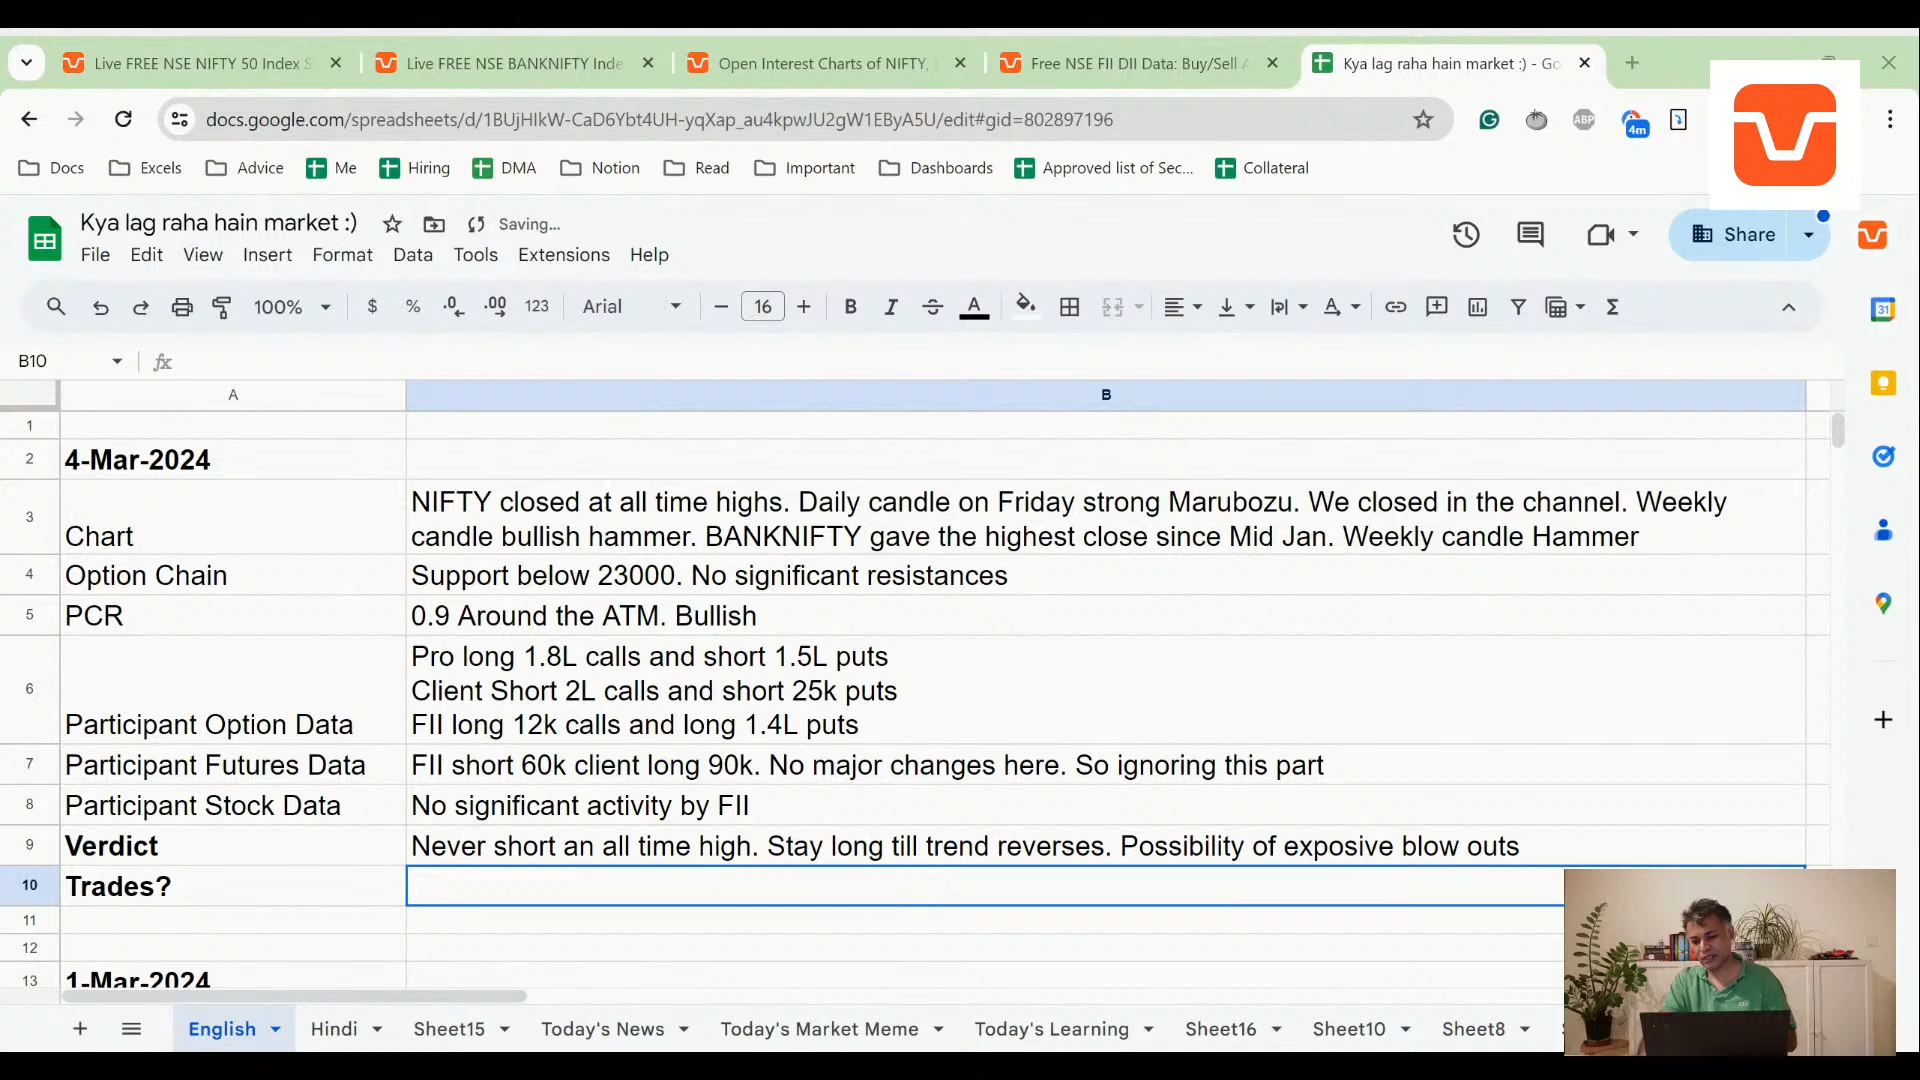 Live FREE NSE NIFTY 50 Index S
Live FREE NSE BANKNIFTY Inde
Open Interest Charts of NIFTY,
Free NSE FII DII Data: Buy/Sell A
Kya lag raha hain market :) - Go
docs.google.com/spreadsheets/d/1BUjHIkW-CaD6Ybt4UH-yqXap_au4kpwJU2gW1EByA5U/edit#gid=802897196
ABP
4m
Docs
Excels
Advice
Me
Hiring
DMA
Notion
Read
Important
Dashboards
Approved list of Sec...
Collateral
Kya lag raha hain market :)
Saving...
File Edit View Insert Format Data Tools Extensions Help
Share
100%
$ % .0 .00 123
Arial
16
B I A
31
B10
fx
A B
1
2 4-Mar-2024
3 Chart
NIFTY closed at all time highs. Daily candle on Friday strong Marubozu. We closed in the channel. Weekly
candle bullish hammer. BANKNIFTY gave the highest close since Mid Jan. Weekly candle Hammer
4 Option Chain Support below 23000. No significant resistances
5 PCR 0.9 Around the ATM. Bullish
6 Participant Option Data
Pro long 1.8L calls and short 1.5L puts
Client Short 2L calls and short 25k puts
FII long 12k calls and long 1.4L puts
7 Participant Futures Data FII short 60k client long 90k. No major changes here. So ignoring this part
8 Participant Stock Data No significant activity by FII
9 Verdict Never short an all time high. Stay long till trend reverses. Possibility of exposive blow outs
10 Trades?
11
12
13 1-Mar-2024
English
Hindi
Sheet15
Today's News
Today's Market Meme
Today's Learning
Sheet16
Sheet10
Sheet8